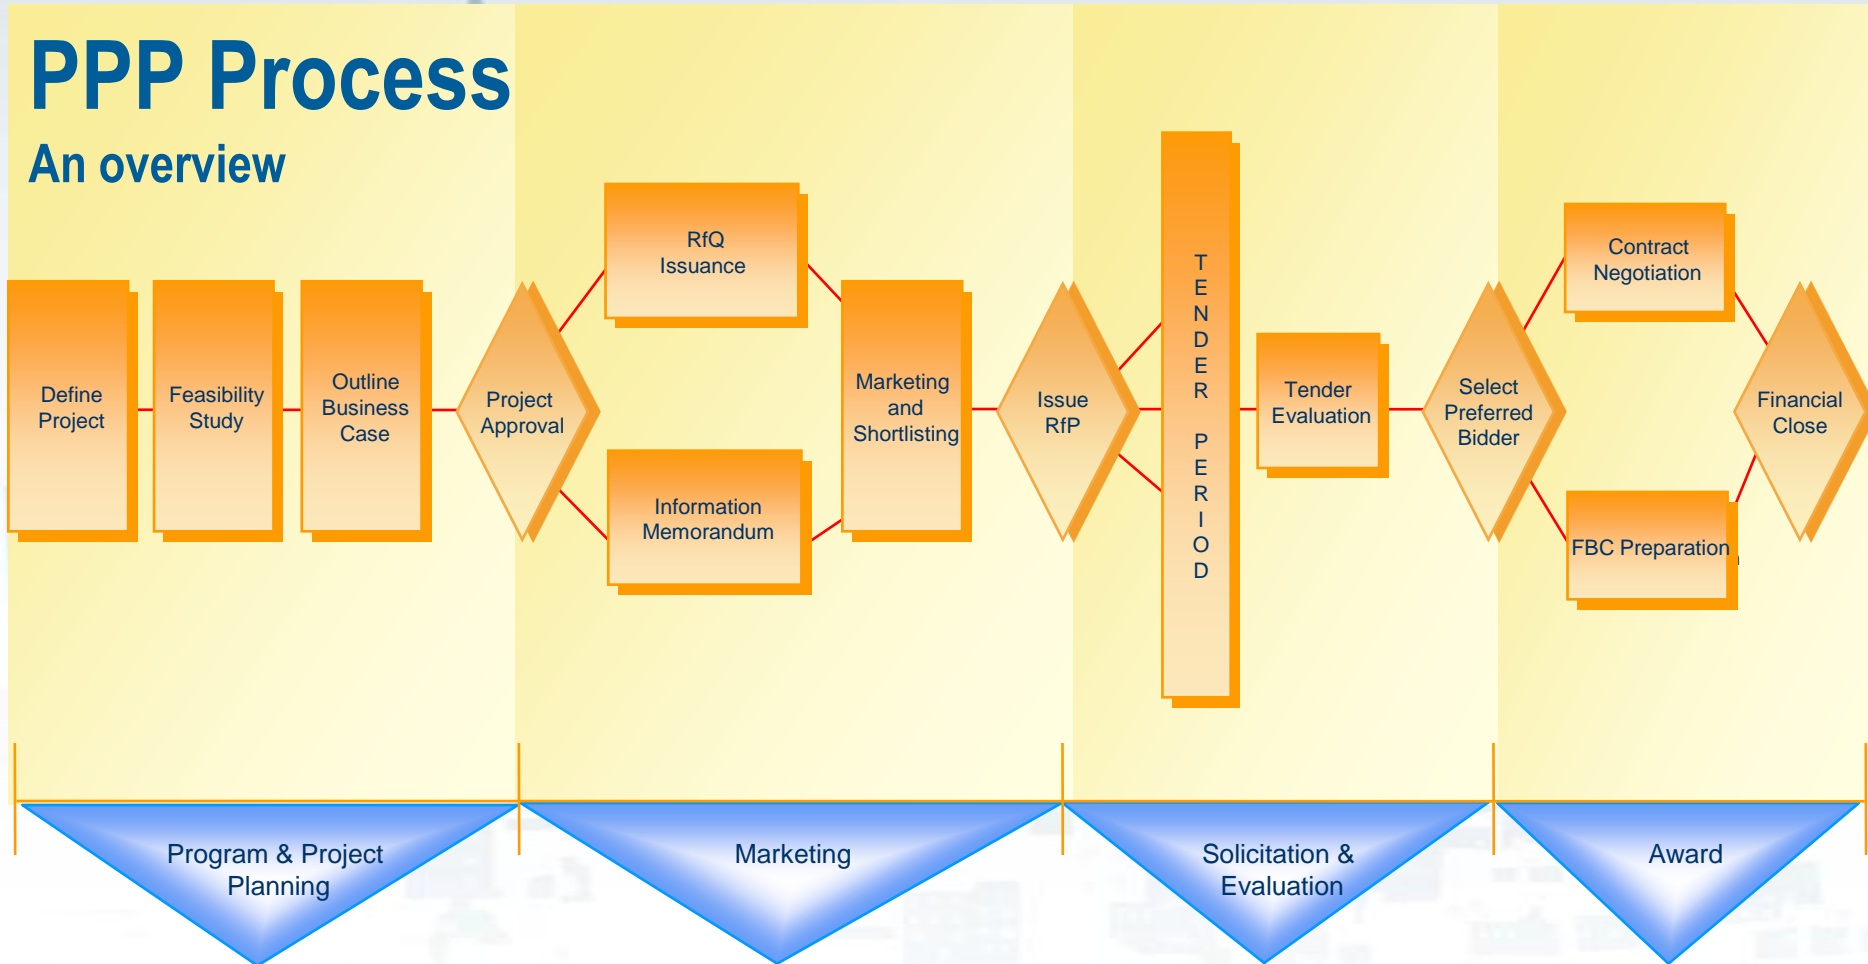 PPP Process
An overview
Define
Project
Feasibility
Study
Outline
Business
Case
Project
Approval
RfQ
Issuance
Information
Memorandum
Marketing
and
Shortlisting
Issue
RfP
T
E
N
D
E
R
P
E
R
I
O
D
Tender
Evaluation
Select
Preferred
Bidder
Contract
Negotiation
FBC Preparation
Financial
Close
Program & Project
Planning
Marketing
Solicitation &
Evaluation
Award